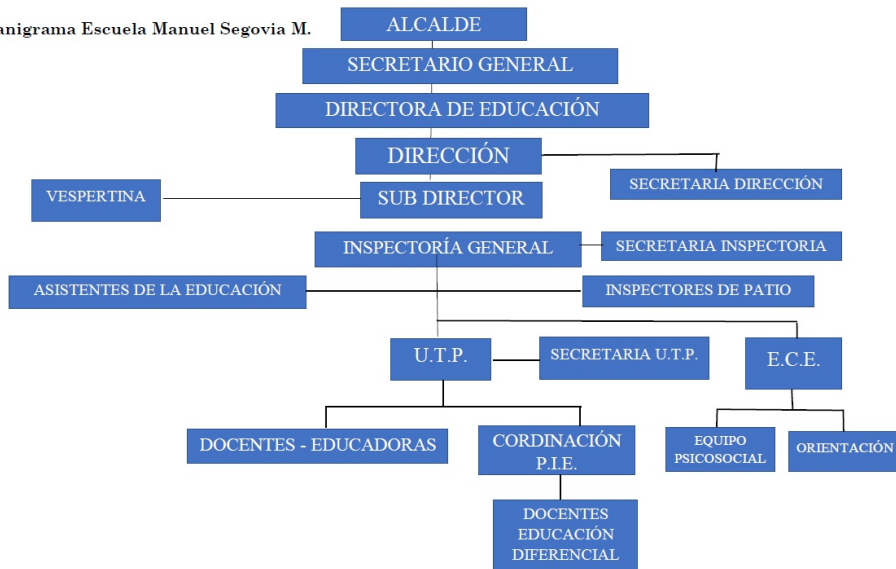 anigrama Escuela Manuel Segovia M.
ALCALDE
SECRETARIO GENERAL
DIRECTORA DE EDUCACIÓN
DIRECCIÓN
SECRETARIA DIRECCIÓN
VESPERTINA
SUB DIRECTOR
INSPECTORÍA GENERAL
SECRETARIA INSPECTORIA
ASISTENTES DE LA EDUCACIÓN
INSPECTORES DE PATIO
U.T.P.
SECRETARIA U.T.P.
E.C.E.
DOCENTES - EDUCADORAS
CORDINACIÓN
P.I.E.
EQUIPO
PSICOSOCIAL
ORIENTACIÓN
DOCENTES
EDUCACIÓN
DIFERENCIAL